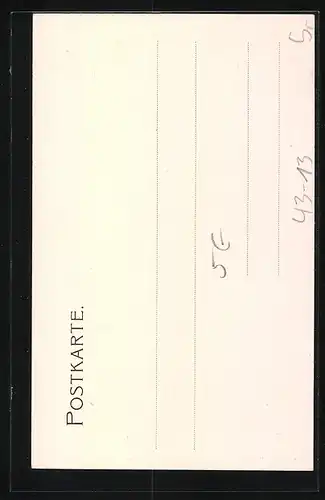 POSTKARTE.
5€
43-13
5,-